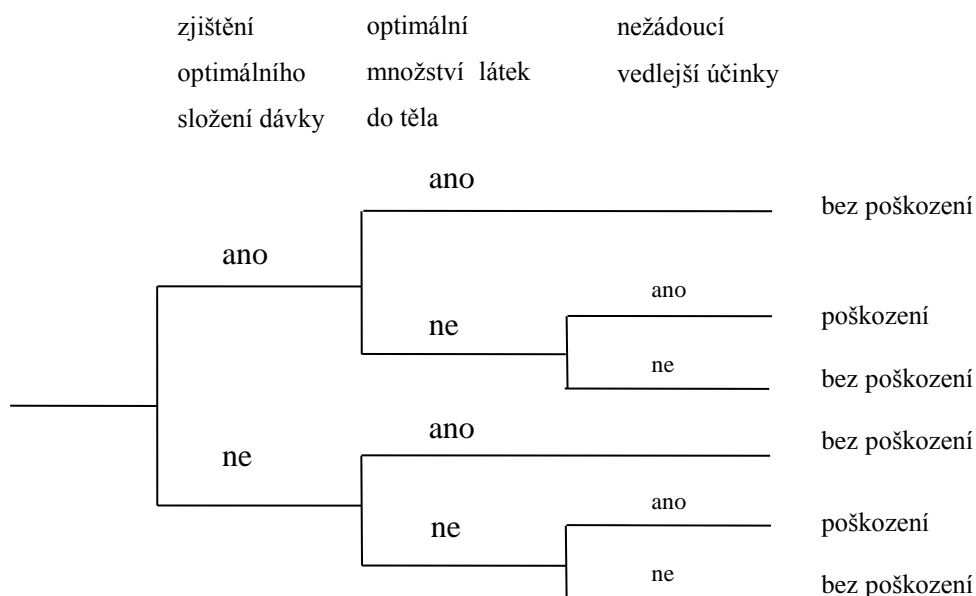 zjištění
optimálního
složení dávky
optimální
množství látek
do těla
nežádoucí
vedlejší účinky
ano
bez poškození
ano
ano
ne
poškození
ne
bez poškození
ano
bez poškození
ne
ano
ne
poškození
ne
bez poškození